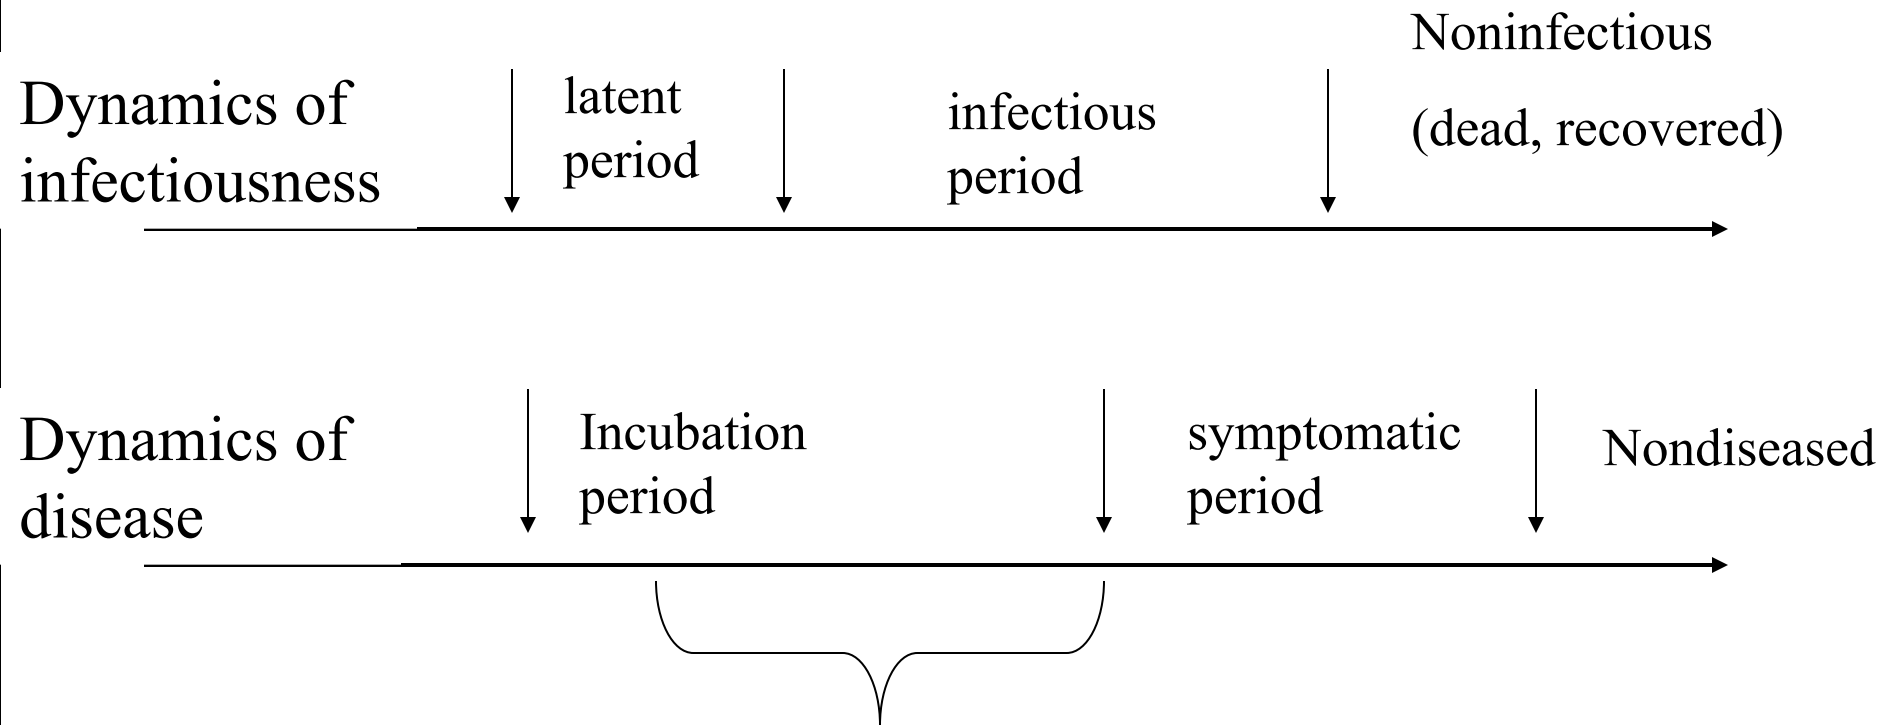 Dynamics of
infectiousness
latent
period
infectious
period
Noninfectious
(dead, recovered)
Dynamics of
disease
Incubation
period
symptomatic
period
Nondiseased